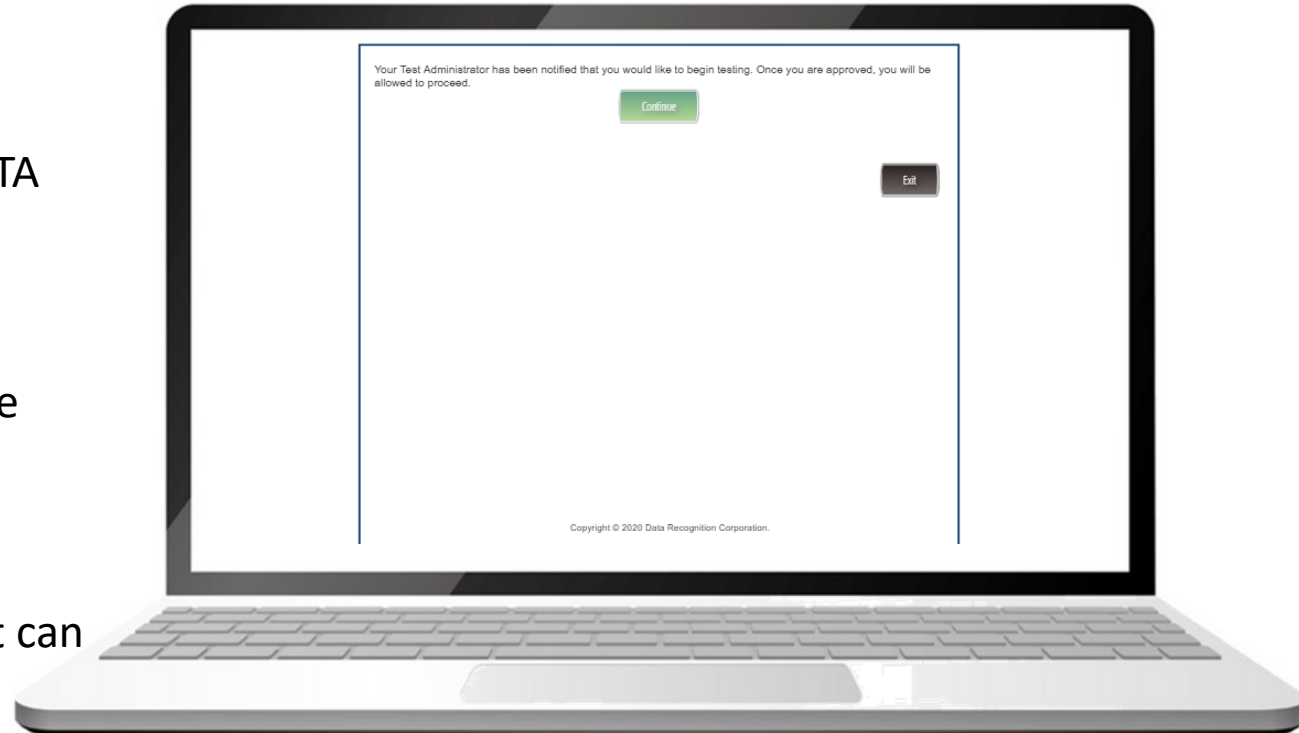 TA
e
t can
Your Test Administrator has been notified that you would like to begin testing. Once you are approved, you will be
allowed to proceed.
Continue
Exit
Copyright © 2020 Data Recognition Corporation.